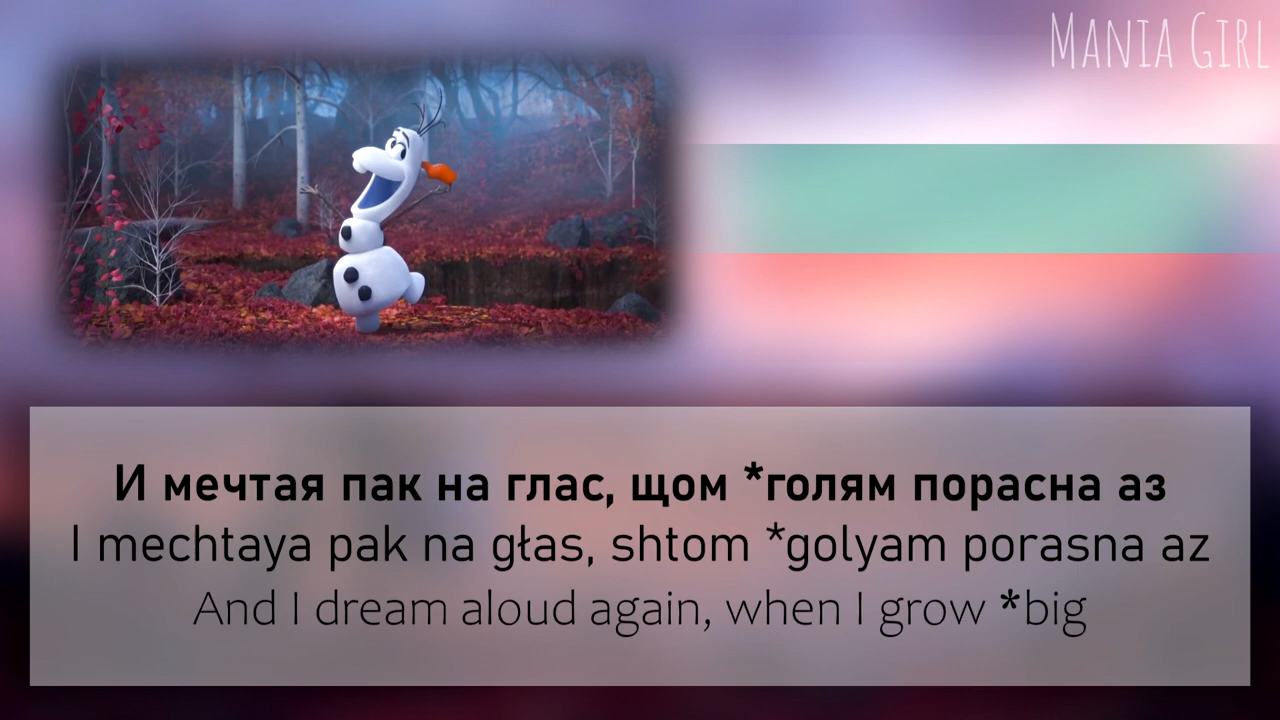 Mania Girl
И мечтая пак на глас, щом *голям порасна аз
I mechtaya pak na głas, shtom *golyam porasna az
And I dream aloud again, when I grow *big